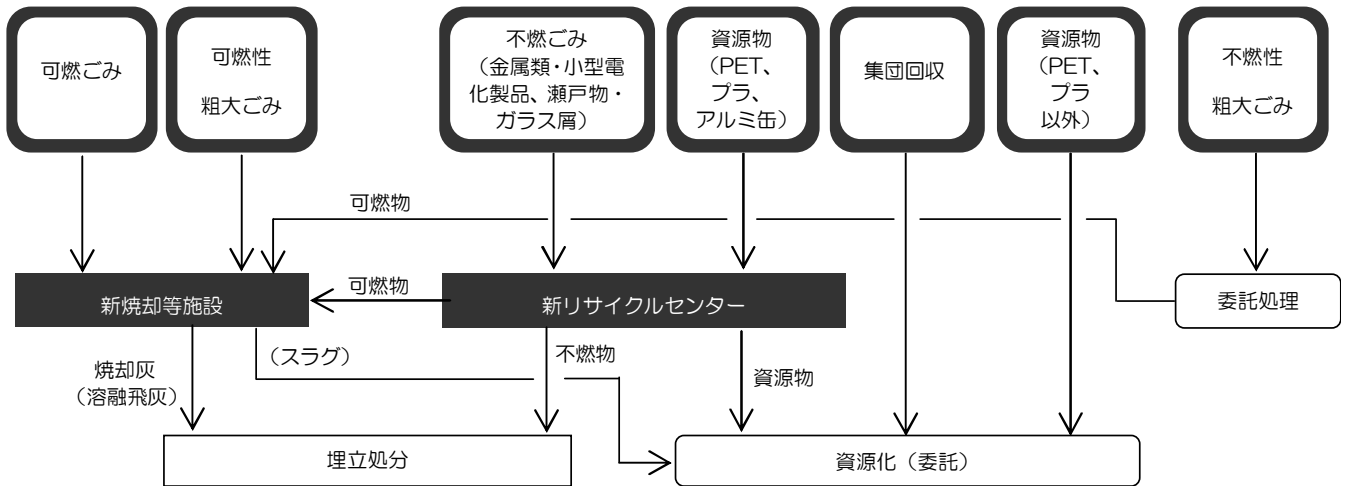 可燃ごみ
可燃性
粗大ごみ
不燃ごみ
（金属類・小型電
化製品、瀬戸物・
ガラス屑）
資源物
（PET、
プラ、
アルミ缶）
集団回収
資源物
（PET、
プラ
以外）
不燃性
粗大ごみ
可燃物
新焼却等施設
可燃物
新リサイクルセンター
委託処理
焼却灰
（溶融飛灰）
（スラグ）
不燃物
資源物
埋立処分
資源化（委託）